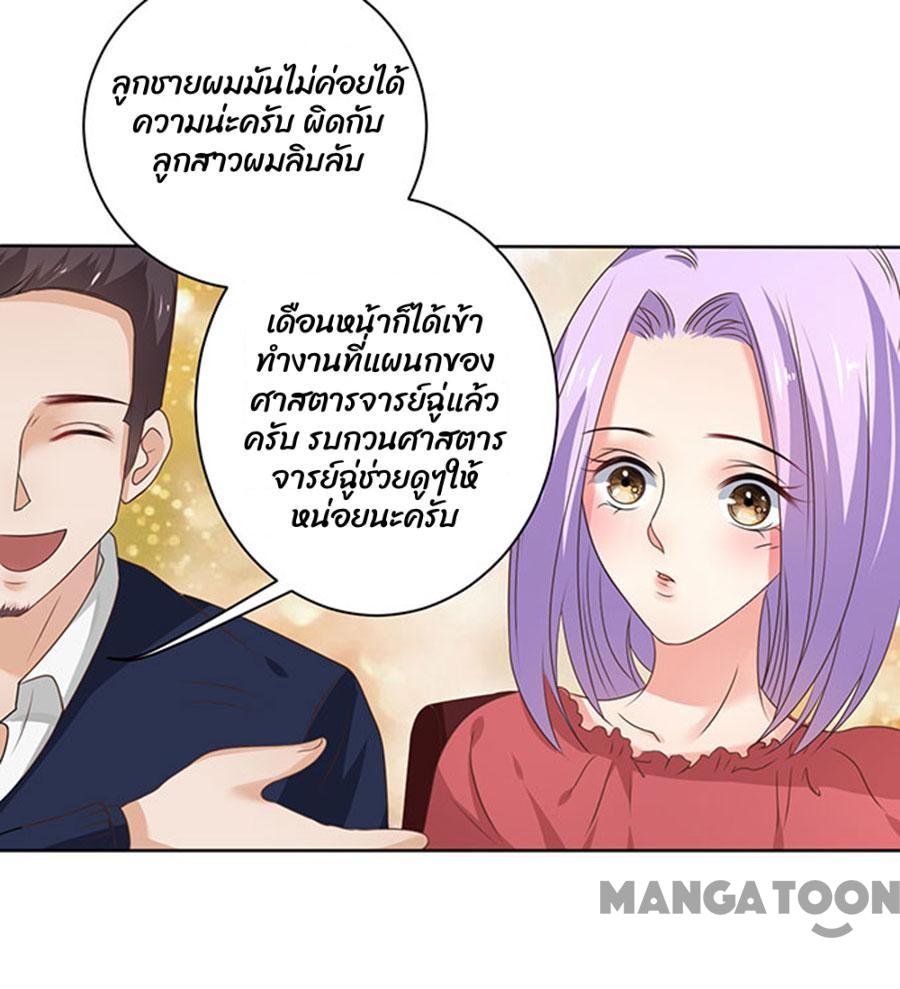 ลูกชายผมมันไม่ค่อยได้
ความน่ะครับ ผิดกับ
ลูกสาวผมลิบลับ
เดือนหน้าก็ได้เข้า
ทำงานที่แผนกของ
ศาสตารจารย์ฉู่แล้ว
ครับ รบกวนศาสตาร
จารย์ฉู่ช่วยดูๆให้
หน่อยนะครับ
MANGATOON